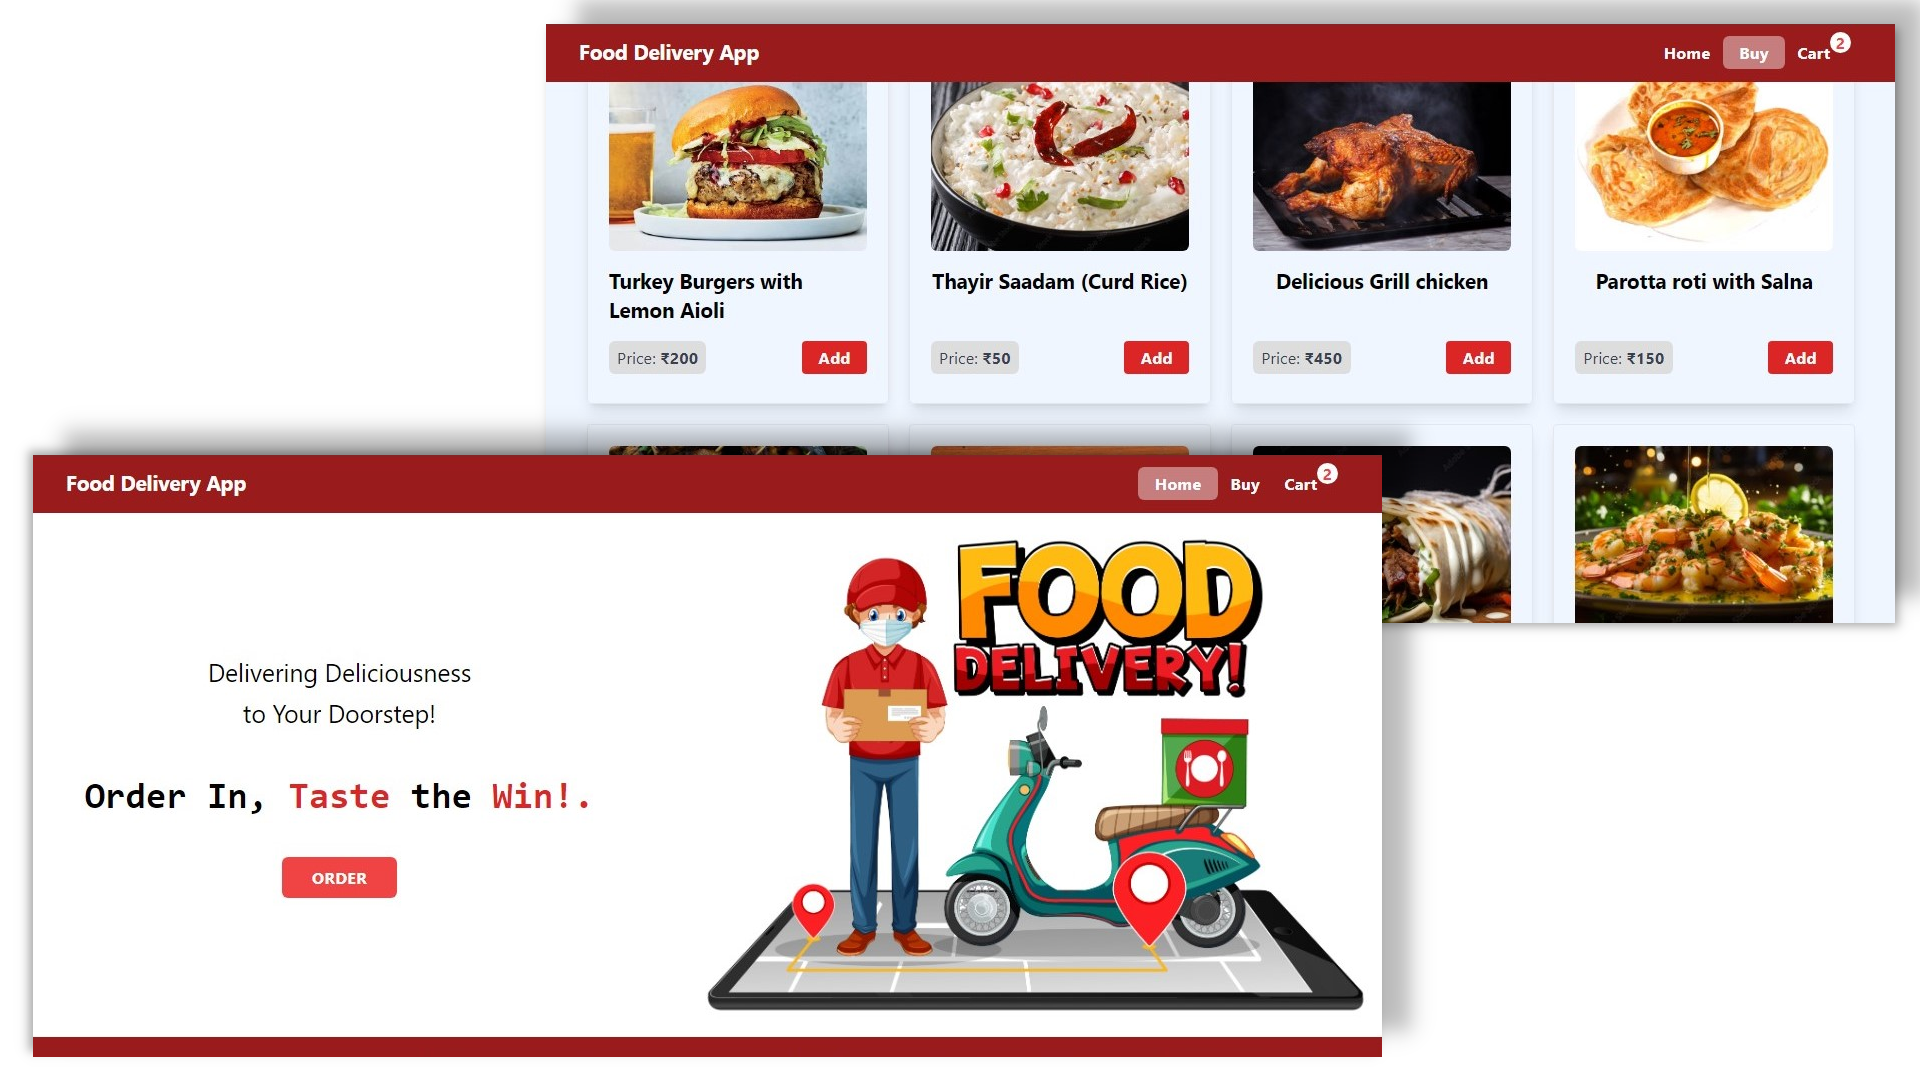 Food Delivery App
Home Buy Cart 2
Turkey Burgers with
Lemon Aioli
Thayir Saadam (Curd Rice)
Delicious Grill chicken
Parotta roti with Salna
Price: ₹200 Add
Price: ₹50 Add
Price: ₹450 Add
Price: ₹150 Add
Food Delivery App
Home Buy Cart 2
Delivering Deliciousness
to Your Doorstep!
Order In, Taste the Win!.
ORDER
FOOD
DELIVERY!